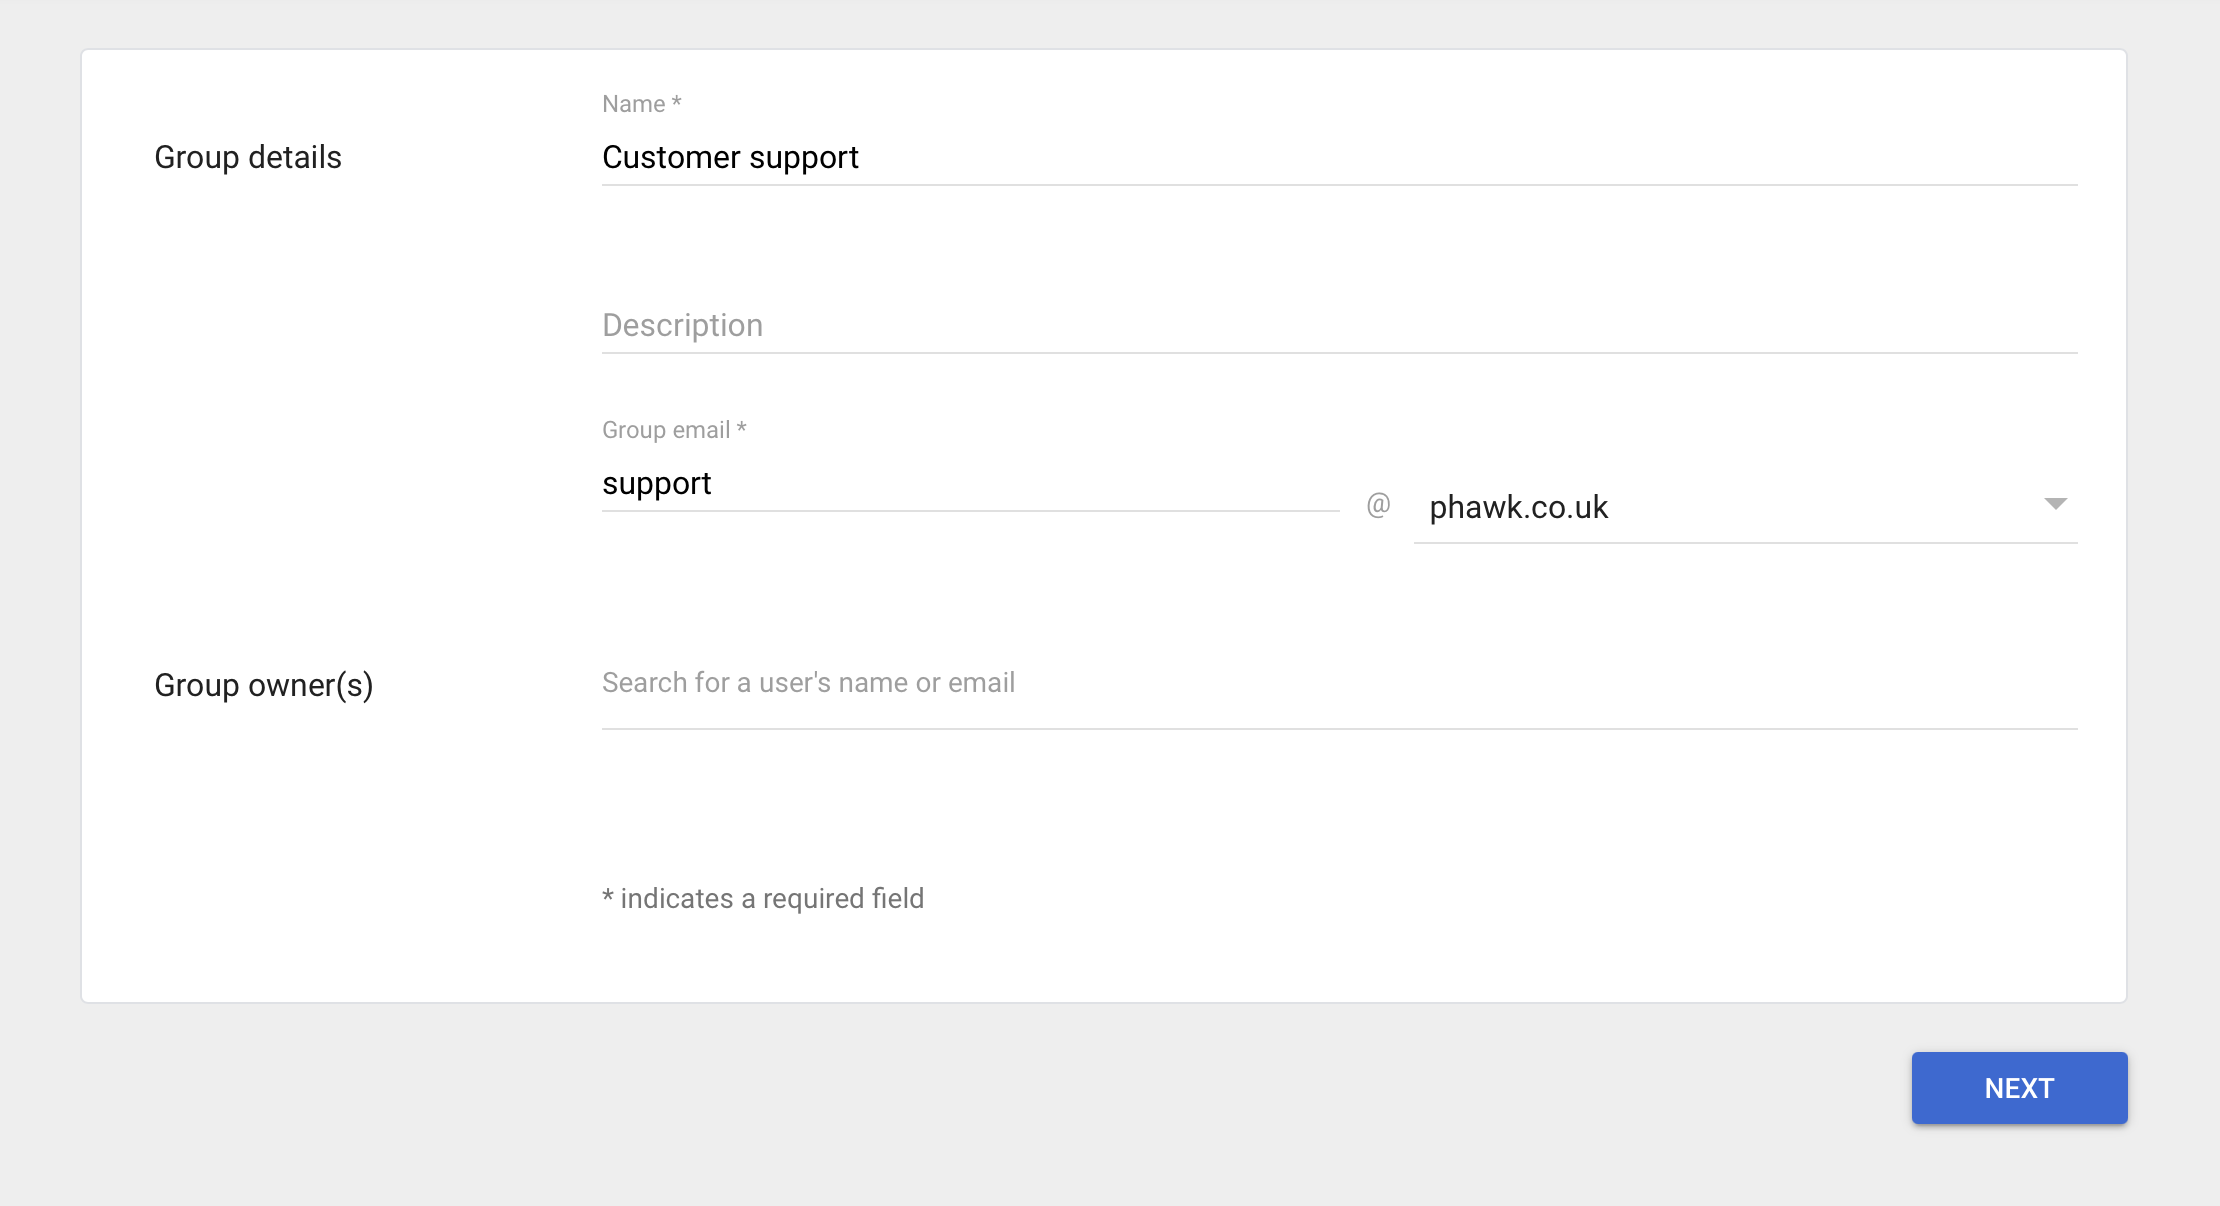 Name *
Group details
Customer support
Description
Group email *
support
@
phawk.co.uk
Group owner(s)
Search for a user's name or email
* indicates a required field
NEXT